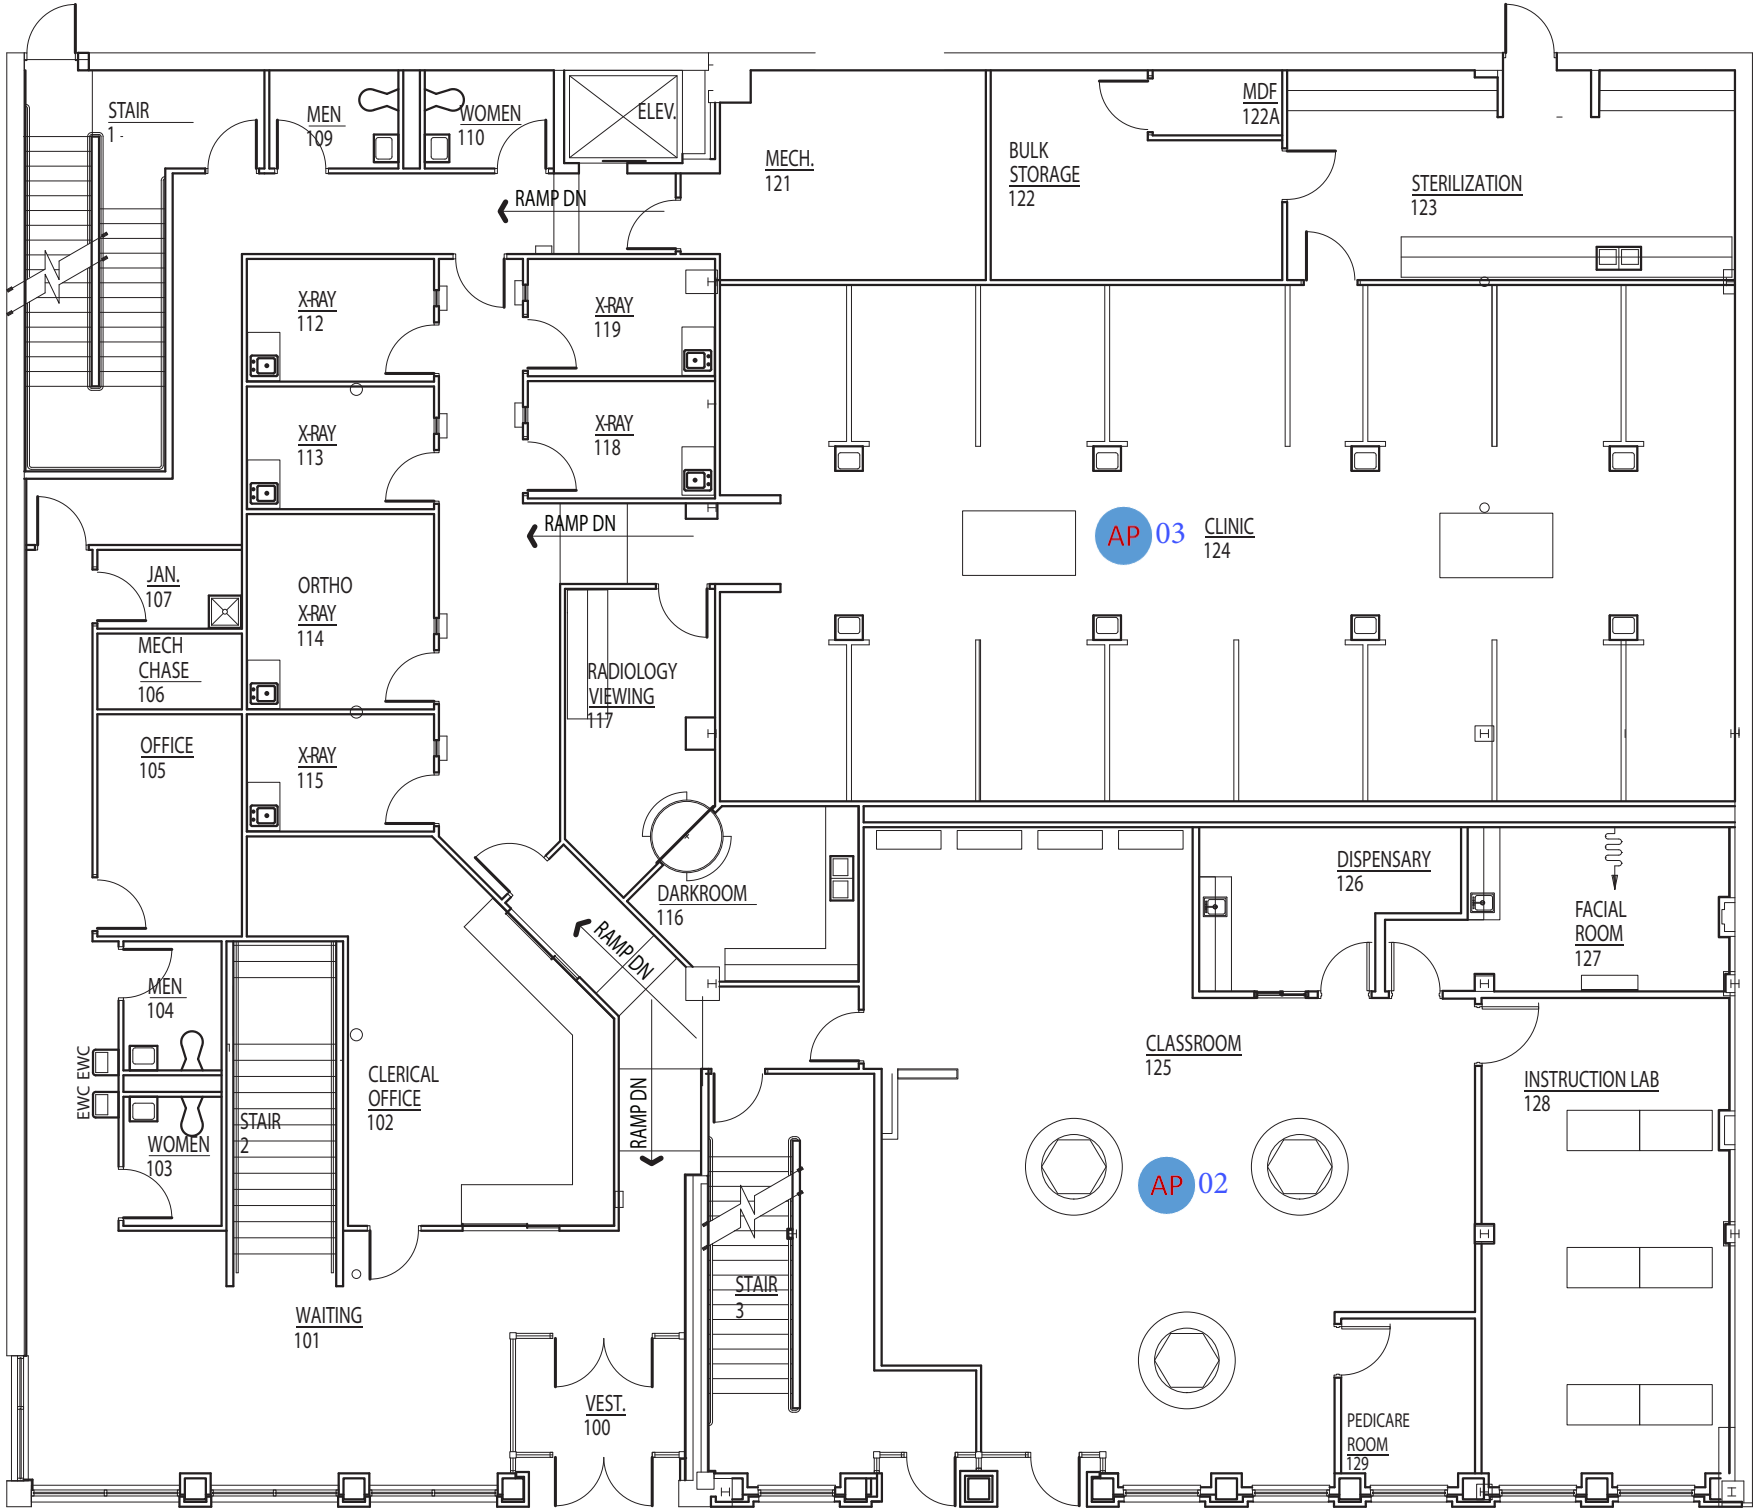 STAIR
1
MEN
109
WOMEN
110
ELEV.
MECH.
121
BULK
STORAGE
122
MDF
122A
STERILIZATION
123
RAMP DN
X-RAY
112
X-RAY
119
X-RAY
113
X-RAY
118
RAMP DN
AP 03
CLINIC
124
JAN.
107
ORTHO
X-RAY
114
MECH
CHASE
106
RADIOLOGY
VIEWING
117
OFFICE
105
X-RAY
115
DARKROOM
116
DISPENSARY
126
FACIAL
ROOM
127
RAMP DN
MEN
104
EWC EWC
CLERICAL
OFFICE
102
STAIR
2
WOMEN
103
RAMP DN
CLASSROOM
125
INSTRUCTION LAB
128
AP 02
STAIR
3
WAITING
101
VEST.
100
PEDICARE
ROOM
129